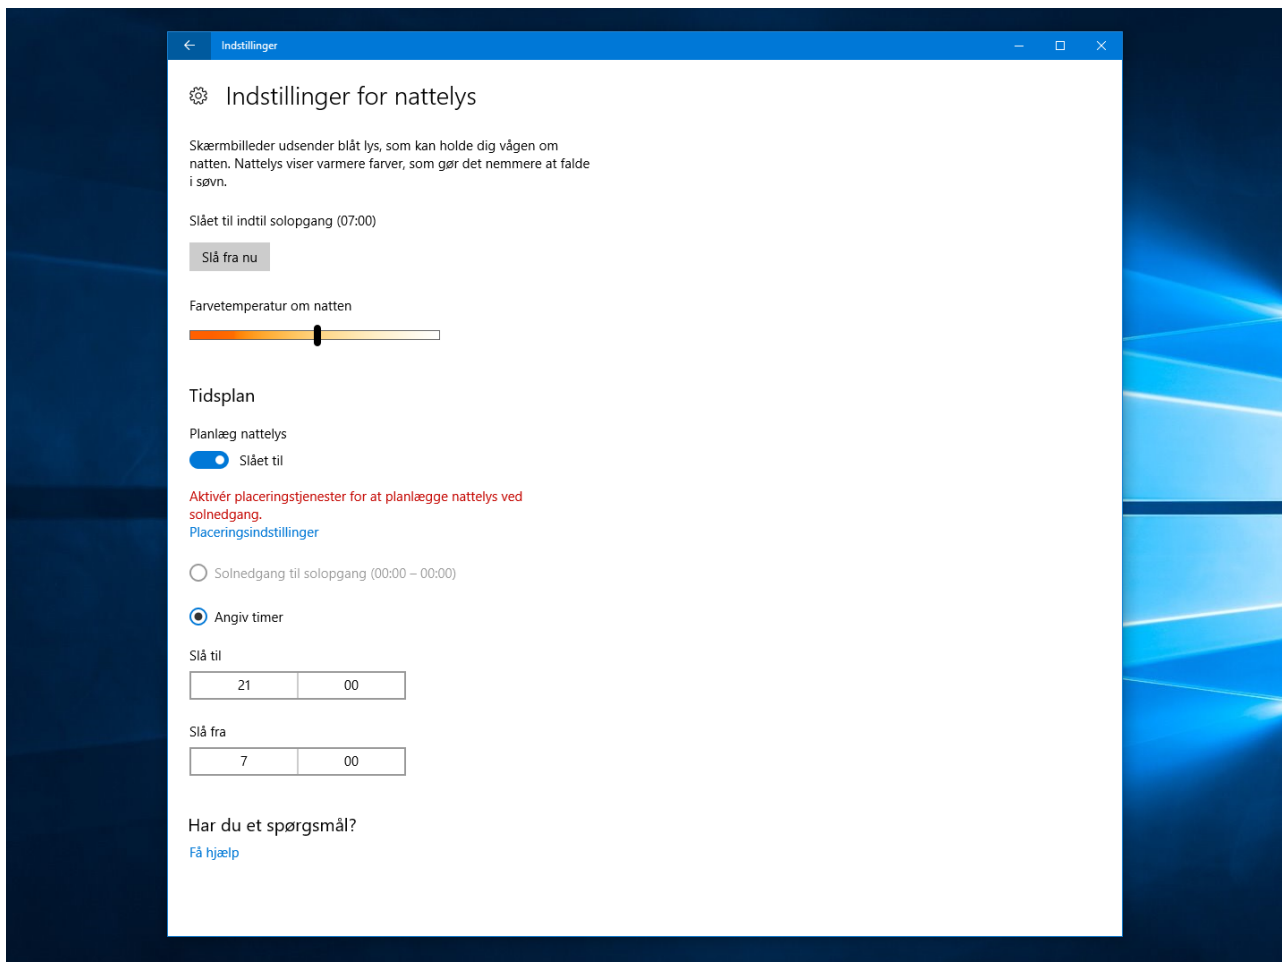 Indstillinger
Indstillinger for nattelys
Skærmbilleder udsender blåt lys, som kan holde dig vågen om
natten. Nattelys viser varmere farver, som gør det nemmere at falde
i søvn.
Slået til indtil solopgang (07:00)
Slå fra nu
Farvetemperatur om natten
Tidsplan
Planlæg nattelys
Slået til
Aktivér placeringstjenester for at planlægge nattelys ved
solnedgang.
Placeringsindstillinger
Solnedgang til solopgang (00:00 – 00:00)
Angiv timer
Slå til
21 00
Slå fra
7 00
Har du et spørgsmål?
Få hjælp